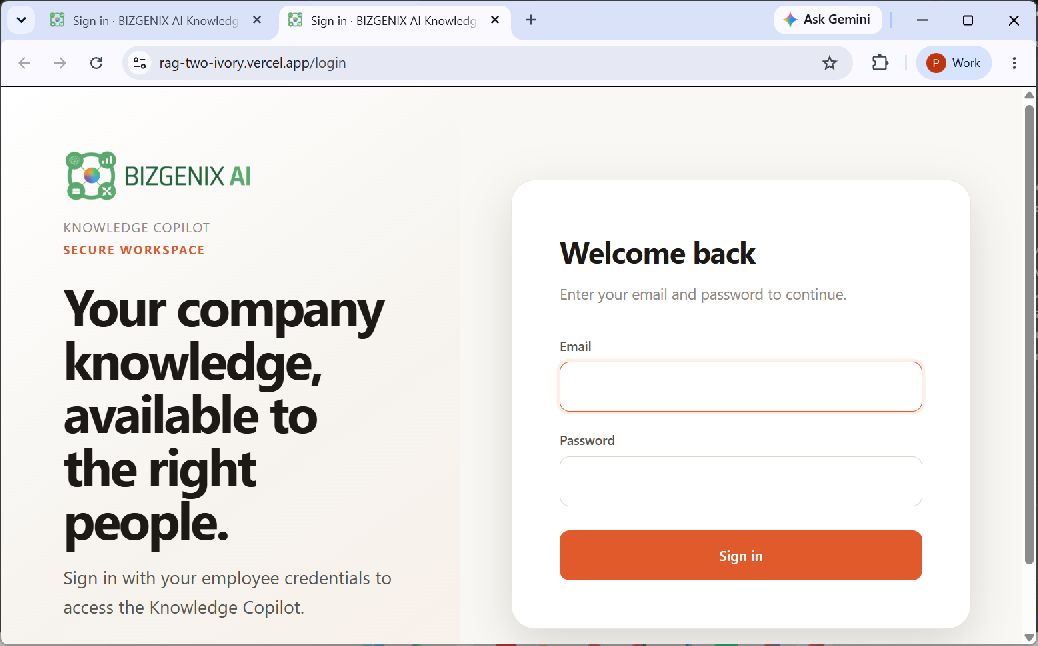 Sign in · BIZGENIX AI Knowledg
Sign in · BIZGENIX AI Knowledg
Ask Gemini
rag-two-ivory.vercel.app/login
P
Work
BIZGENIX AI
KNOWLEDGE COPILOT
SECURE WORKSPACE
Your company
knowledge,
available to
the right
people.
Sign in with your employee credentials to
access the Knowledge Copilot.
Welcome back
Enter your email and password to continue.
Email
Password
Sign in